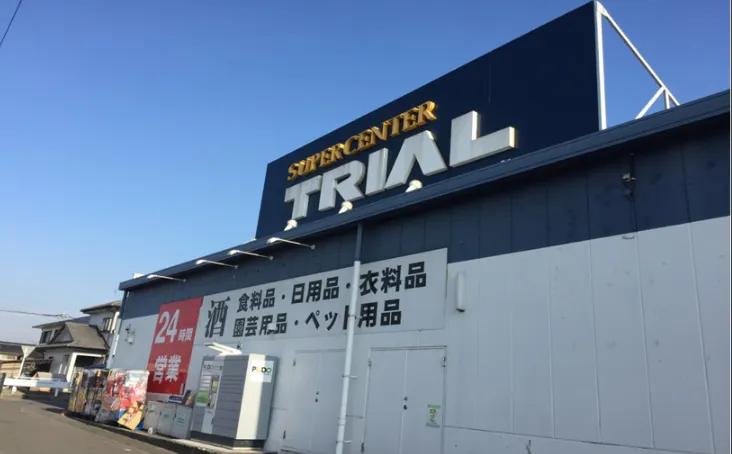 SUPERCENTER
TRIAL
24時間
営業
酒
食料品・日用品・衣料品
園芸用品・ペット用品
PUDO